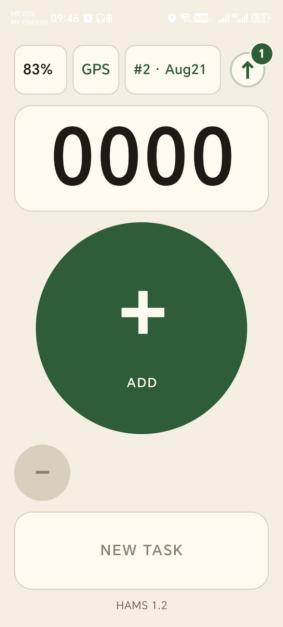 09:46
83% GPS #2 · Aug21 1
0000
+
ADD
−
NEW TASK
HAMS 1.2